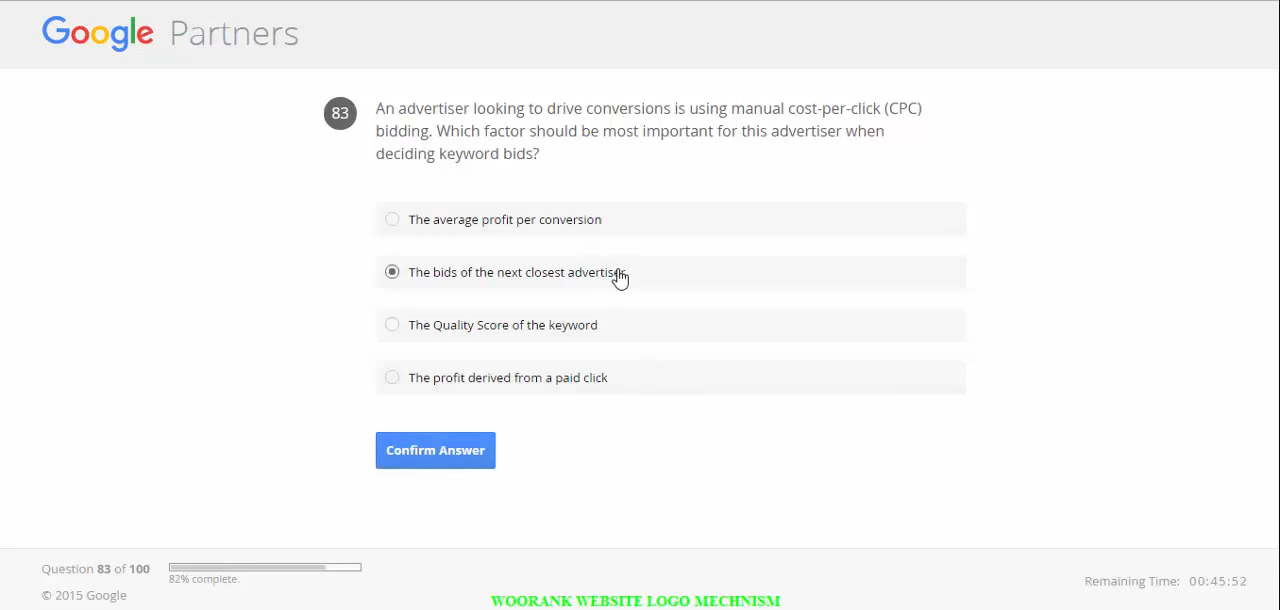 Google Partners
83
An advertiser looking to drive conversions is using manual cost-per-click (CPC)
bidding. Which factor should be most important for this advertiser when
deciding keyword bids?
The average profit per conversion
The bids of the next closest advertiser
The Quality Score of the keyword
The profit derived from a paid click
Confirm Answer
Question 83 of 100
82% complete.
© 2015 Google
Remaining Time: 00:45:52
WOORANK WEBSITE LOGO MECHNISM